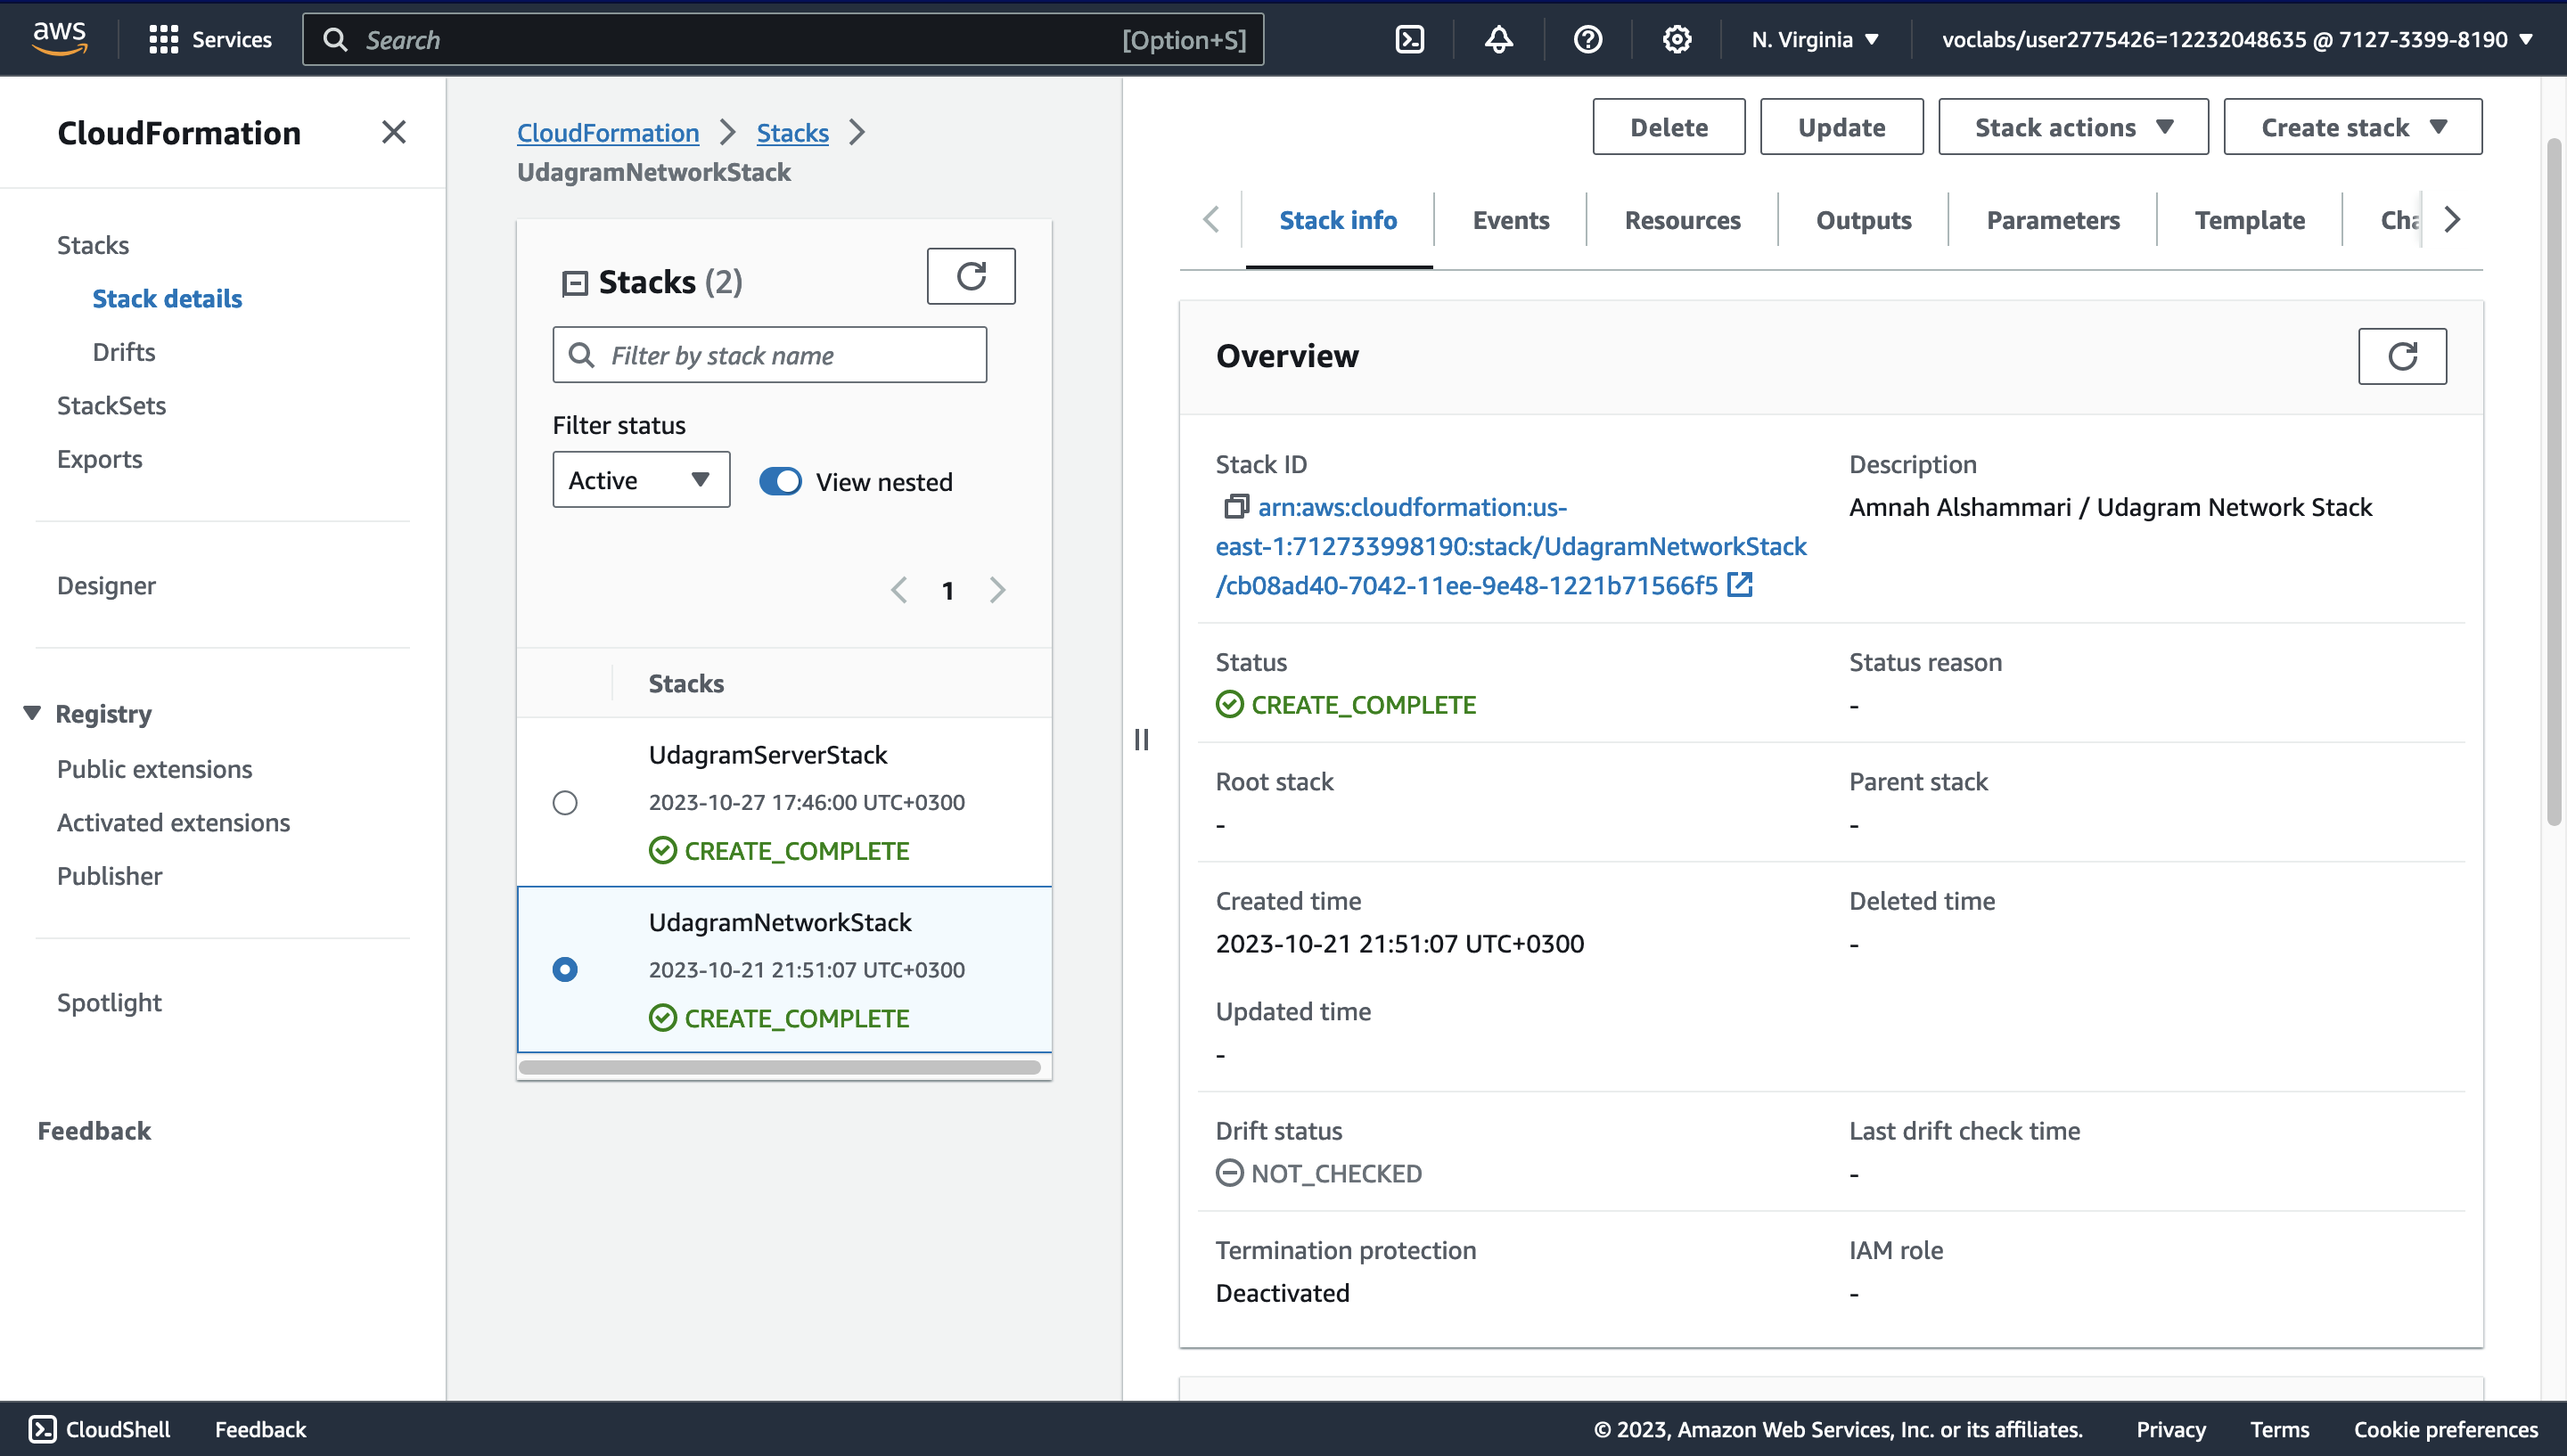 aws
Services
Search
[Option+S]
N. Virginia
voclabs/user2775426=12232048635 @ 7127-3399-8190
CloudFormation
Stacks
Stack details
Drifts
StackSets
Exports
Designer
Registry
Public extensions
Activated extensions
Publisher
Spotlight
Feedback
CloudFormation
Stacks
UdagramNetworkStack
Stacks (2)
Filter by stack name
Filter status
Active
View nested
1
Stacks
UdagramServerStack
2023-10-27 17:46:00 UTC+0300
CREATE_COMPLETE
UdagramNetworkStack
2023-10-21 21:51:07 UTC+0300
CREATE_COMPLETE
Delete
Update
Stack actions
Create stack
Stack info
Events
Resources
Outputs
Parameters
Template
Cha
Overview
Stack ID
arn:aws:cloudformation:us-
east-1:712733998190:stack/UdagramNetworkStack
/cb08ad40-7042-11ee-9e48-1221b71566f5
Description
Amnah Alshammari / Udagram Network Stack
Status
CREATE_COMPLETE
Status reason
-
Root stack
-
Parent stack
-
Created time
2023-10-21 21:51:07 UTC+0300
Deleted time
-
Updated time
-
Drift status
NOT_CHECKED
Last drift check time
-
Termination protection
Deactivated
IAM role
-
CloudShell
Feedback
© 2023, Amazon Web Services, Inc. or its affiliates.
Privacy
Terms
Cookie preferences